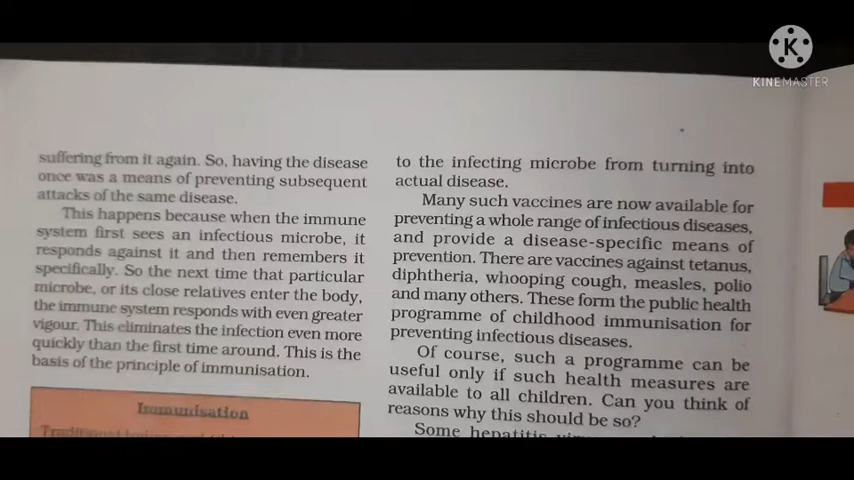 K
KINEMASTER
suffering from it again. So, having the disease
once was a means of preventing subsequent
attacks of the same disease.
This happens because when the immune
system first sees an infectious microbe, it
responds against it and then remembers it
specifically. So the next time that particular
microbe, or its close relatives enter the body,
the immune system responds with even greater
vigour. This eliminates the infection even more
quickly than the first time around. This is the
basis of the principle of immunisation.
Immunisation
to the infecting microbe from turning into
actual disease.
Many such vaccines are now available for
preventing a whole range of infectious diseases,
and provide a disease-specific means of
prevention. There are vaccines against tetanus,
diphtheria, whooping cough, measles, polio
and many others. These form the public health
programme of childhood immunisation for
preventing infectious diseases.
Of course, such a programme can be
useful only if such health measures are
available to all children. Can you think of
reasons why this should be so?
Some hepatitis